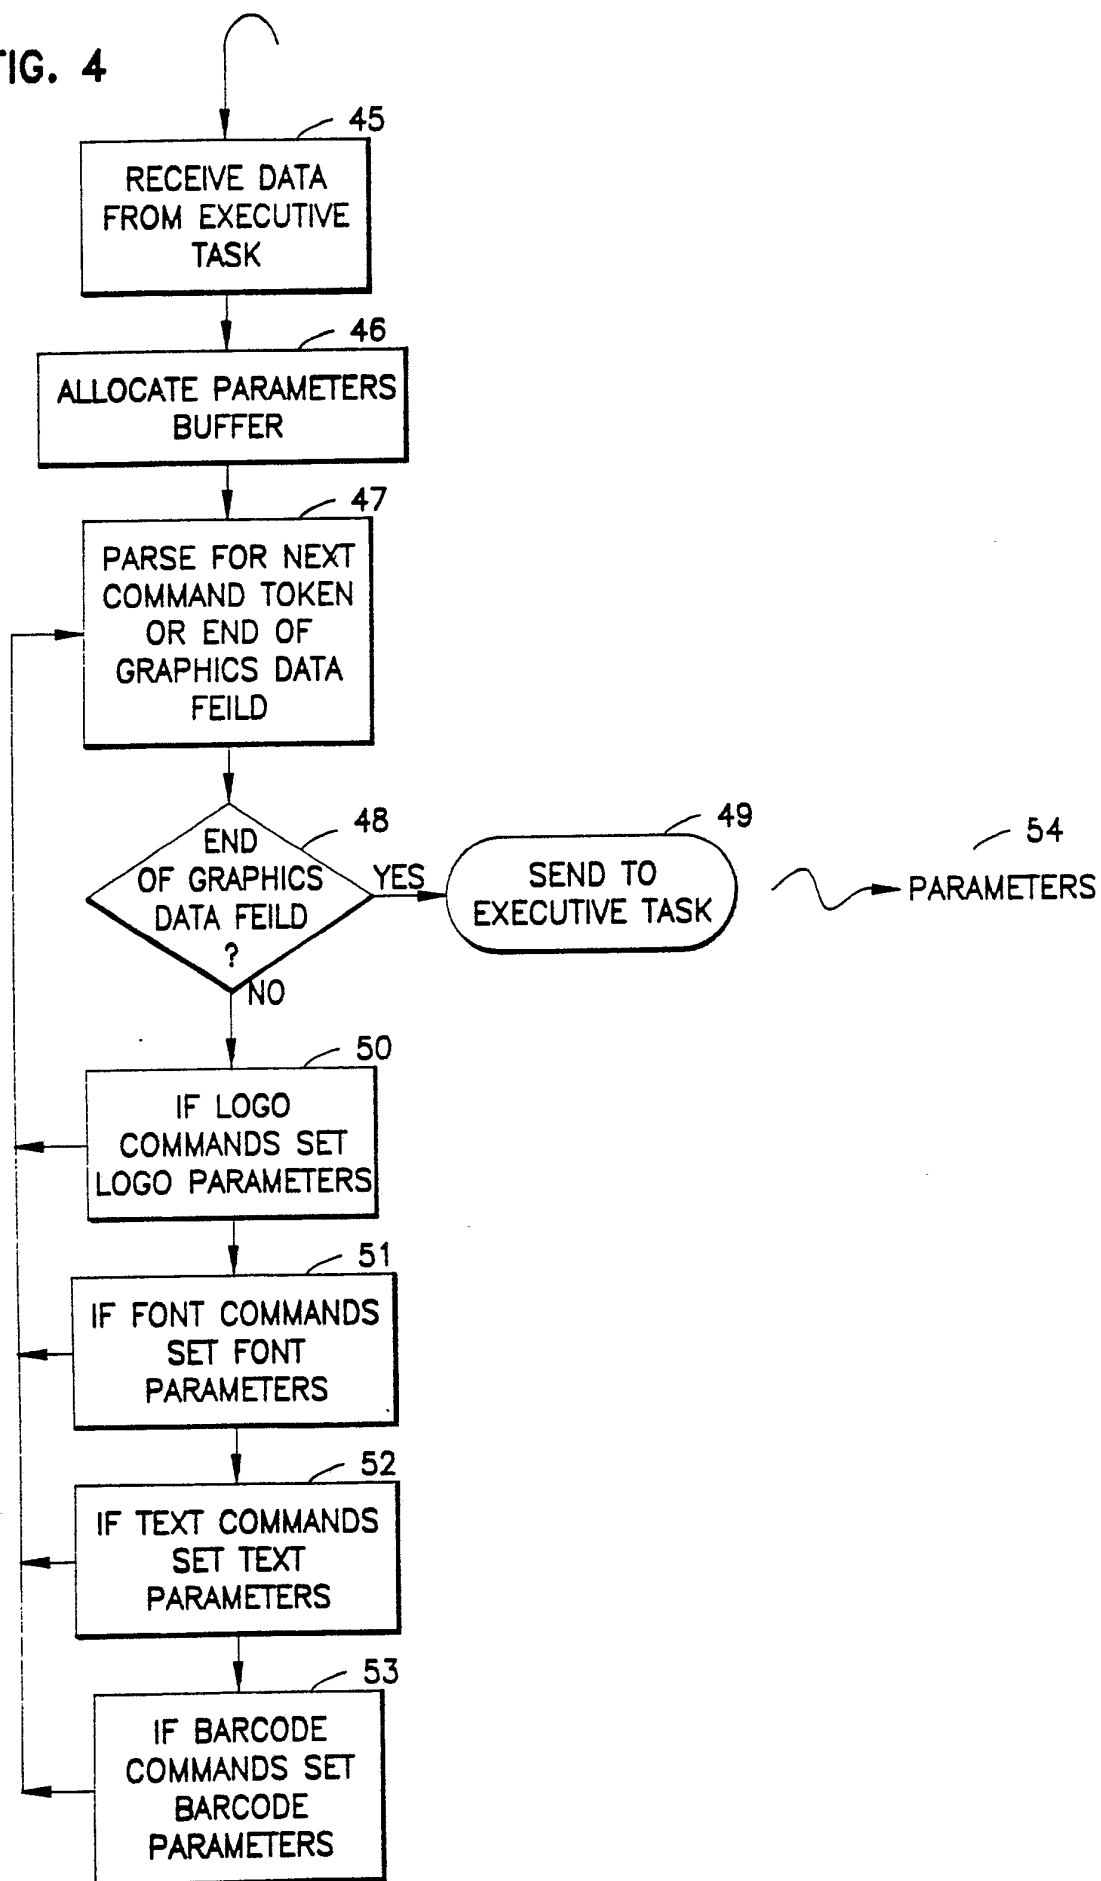 FIG. 4
45
RECEIVE DATA
FROM EXECUTIVE
TASK
46
ALLOCATE PARAMETERS
BUFFER
47
PARSE FOR NEXT
COMMAND TOKEN
OR END OF
GRAPHICS DATA
FEILD
48
END
OF GRAPHICS
DATA FEILD
?
YES
49
SEND TO
EXECUTIVE TASK
54
PARAMETERS
NO
50
IF LOGO
COMMANDS SET
LOGO PARAMETERS
51
IF FONT COMMANDS
SET FONT
PARAMETERS
52
IF TEXT COMMANDS
SET TEXT
PARAMETERS
53
IF BARCODE
COMMANDS SET
BARCODE
PARAMETERS